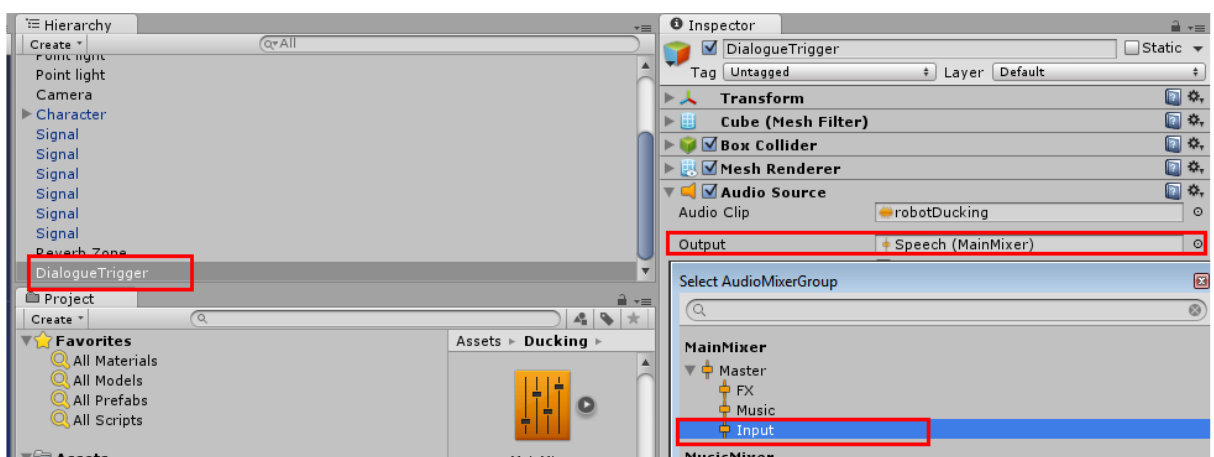 Hierarchy
Create
All
Point light
Point light
Camera
Character
Signal
Signal
Signal
Signal
Signal
Signal
Reverb Zone
DialogueTrigger
Project
Create
Favorites
All Materials
All Models
All Prefabs
All Scripts
Assets
Assets Ducking
MainMixer
Inspector
DialogueTrigger
Static
Tag Untagged Layer Default
Transform
Cube (Mesh Filter)
Box Collider
Mesh Renderer
Audio Source
Audio Clip robotDucking
Output Speech (MainMixer)
Select AudioMixerGroup
MainMixer
Master
FX
Music
Input
MusicMixer